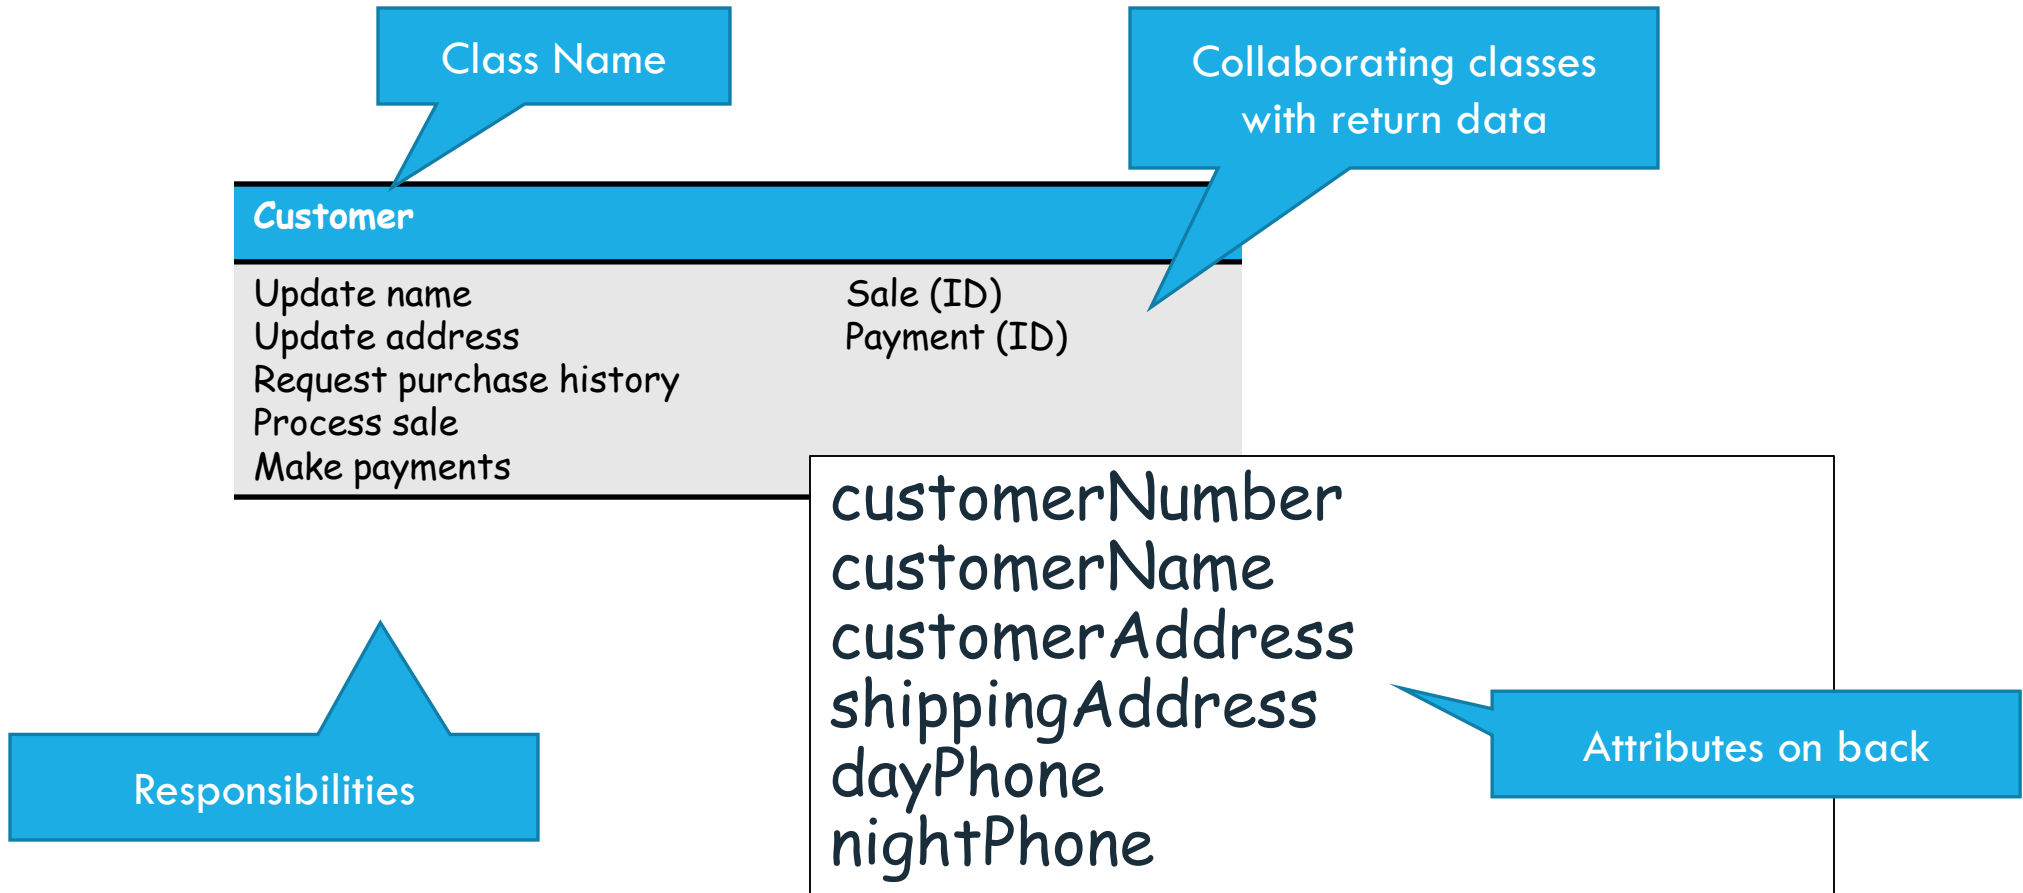 Class Name
Collaborating classes
with return data
Customer
Update name
Sale (ID)
Update address
Payment (ID)
Request purchase history
Process sale
Make payments
customerNumber
customerName
customerAddress
shippingAddress
dayPhone
nightPhone
Attributes on back
Responsibilities